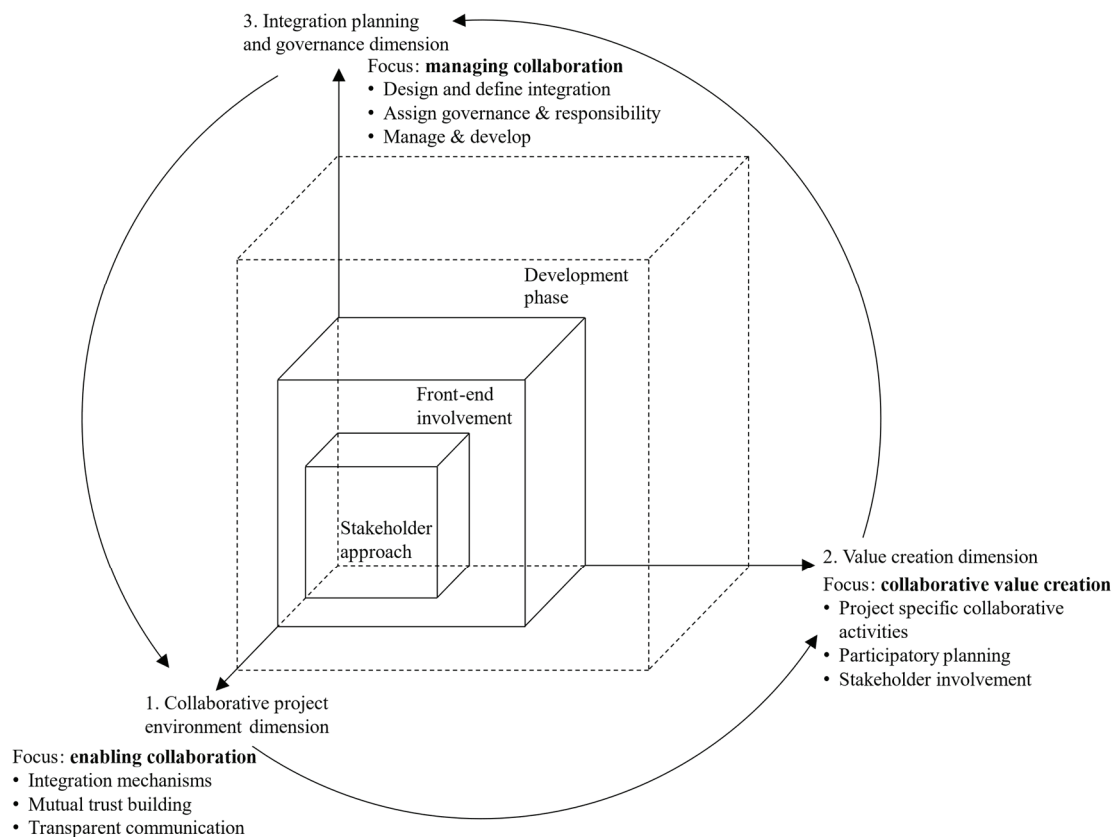 3. Integration planning
and governance dimension
Focus: managing collaboration
• Design and define integration
• Assign governance & responsibility
• Manage & develop
Development
phase
Front-end
involvement
Stakeholder
approach
2. Value creation dimension
Focus: collaborative value creation
• Project specific collaborative
activities
• Participatory planning
• Stakeholder involvement
1. Collaborative project
environment dimension
Focus: enabling collaboration
• Integration mechanisms
• Mutual trust building
• Transparent communication